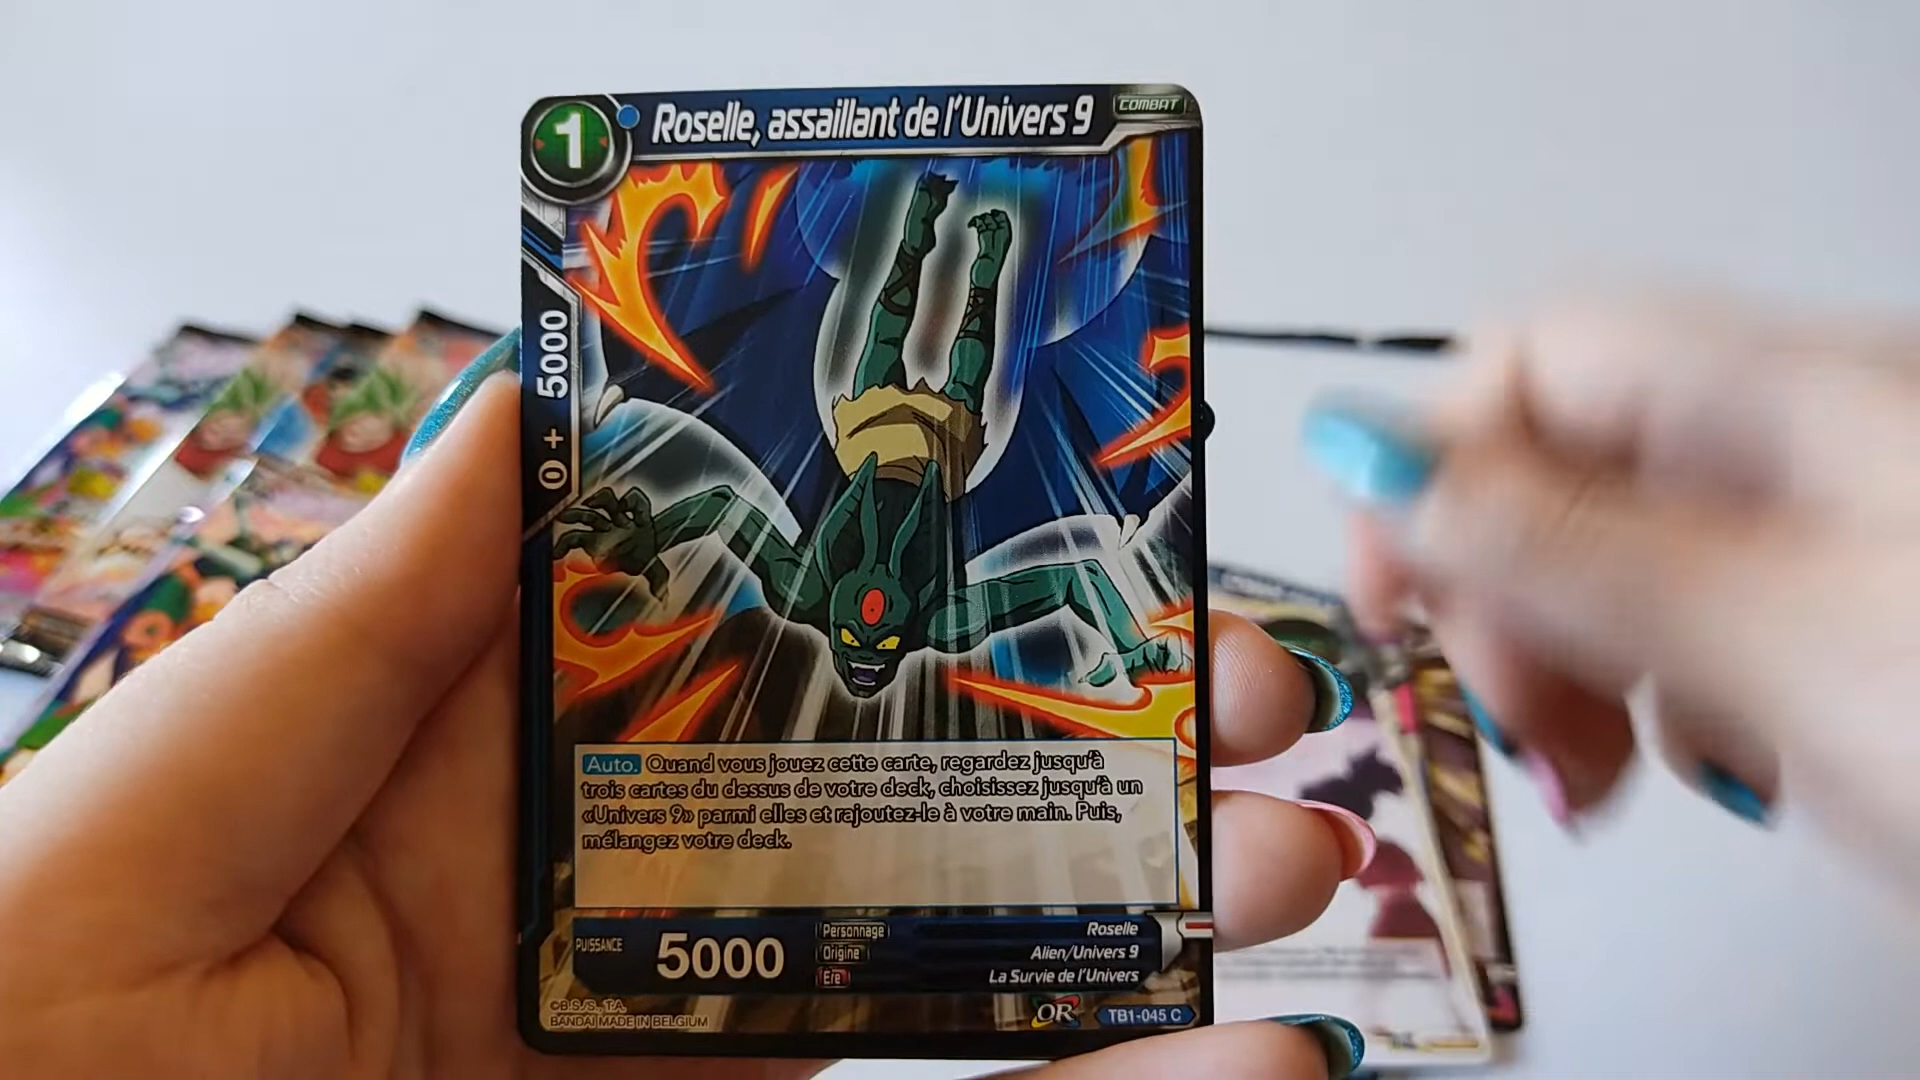 1
Roselle, assaillant de l'Univers 9
COMBAT
0 + 5000
Auto. Quand vous jouez cette carte, regardez jusqu'à
trois cartes du dessus de votre deck, choisissez jusqu'à un
«Univers 9» parmi elles et rajoutez-le à votre main. Puis,
mélangez votre deck.
PUISSANCE
5000
Personnage Roselle
Origine Alien/Univers 9
Ère La Survie de l'Univers
©B.S./S., T.A.
BANDAI MADE IN BELGIUM
OR
TB1-045 C